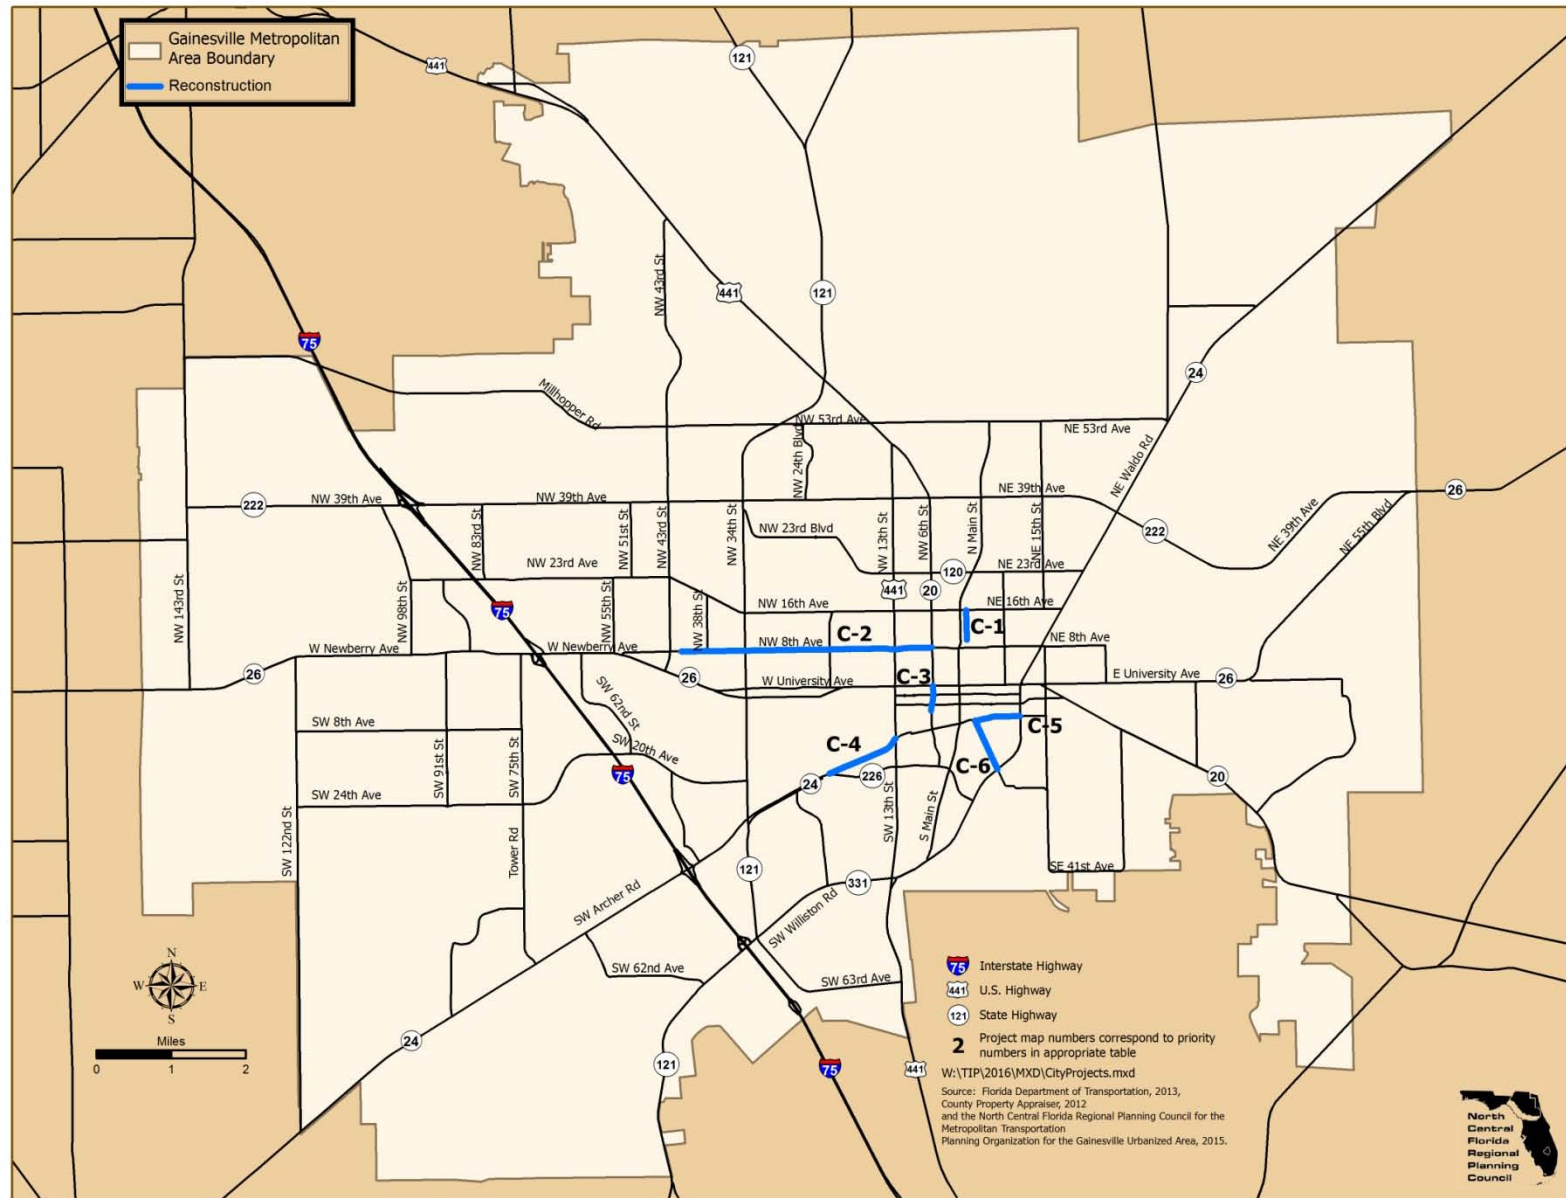 Gainesville Metropolitan
Area Boundary
Reconstruction
441
121
NW 43rd St
441
121
75
24
Millhopper Rd
NW 53rd Ave
NE 53rd Ave
NW 24th Blvd
NE Waldo Rd
222
NW 39th Ave
NW 39th Ave
NE 39th Ave
26
NW 83rd St
NW 51st St
NW 43rd St
NW 34th St
NW 23rd Blvd
NW 13th St
NW 6th St
N Main St
NE 15th St
222
NE 39th Ave
NE 55th Blvd
NW 23rd Ave
120
NE 23rd Ave
NW 143rd St
NW 98th St
75
NW 55th St
NW 38th St
NW 16th Ave
441
20
NE 16th Ave
C-1
C-2
W Newberry Ave
W Newberry Ave
NW 8th Ave
NE 8th Ave
26
26
C-3
W University Ave
E University Ave
26
SW 62nd St
SW 8th Ave
SW 20th Ave
C-5
C-4
SW 91st St
SW 75th St
75
226
C-6
20
24
SW 24th Ave
SW 122nd St
Tower Rd
SW 13th St
S Main St
121
331
SE 41st Ave
SW Archer Rd
SW Williston Rd
SW 62nd Ave
SW 63rd Ave
24
121
75
441
N
W
E
S
Miles
0
1
2
75
Interstate Highway
441
U.S. Highway
121
State Highway
2
Project map numbers correspond to priority
numbers in appropriate table
W:\TIP\2016\MXD\CityProjects.mxd
Source: Florida Department of Transportation, 2013,
County Property Appraiser, 2012
and the North Central Florida Regional Planning Council for the
Metropolitan Transportation
Planning Organization for the Gainesville Urbanized Area, 2015.
North
Central
Florida
Regional
Planning
Council